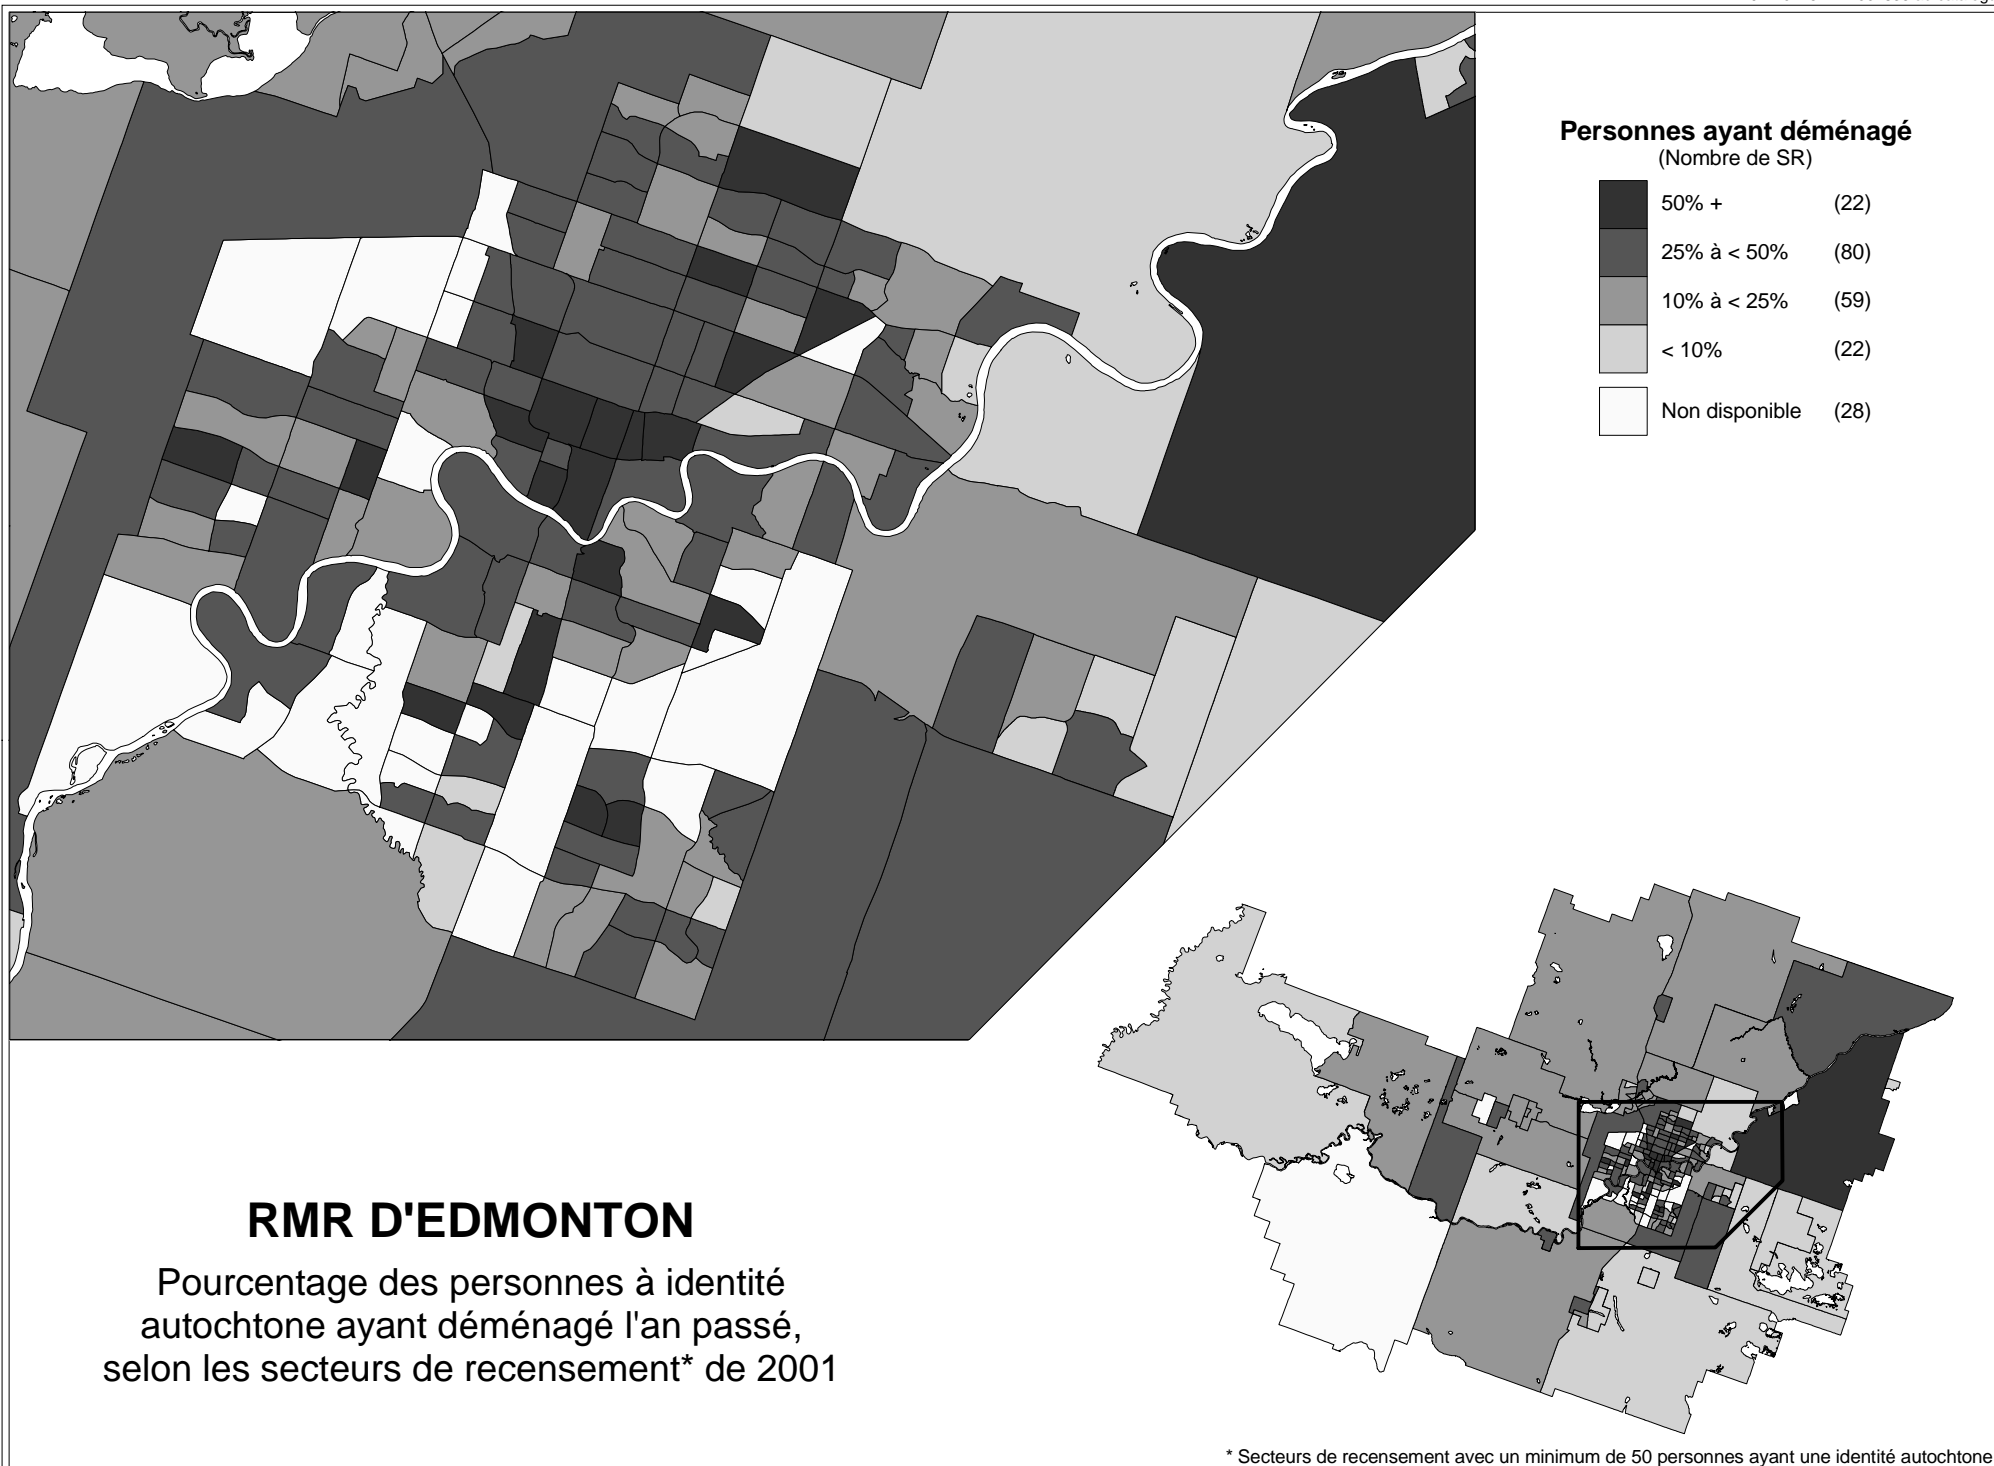 Personnes ayant déménagé
(Nombre de SR)
50% + (22)
25% à < 50% (80)
10% à < 25% (59)
< 10% (22)
Non disponible (28)
RMR D'EDMONTON
Pourcentage des personnes à identité
autochtone ayant déménagé l'an passé,
selon les secteurs de recensement* de 2001
* Secteurs de recensement avec un minimum de 50 personnes ayant une identité autochtone